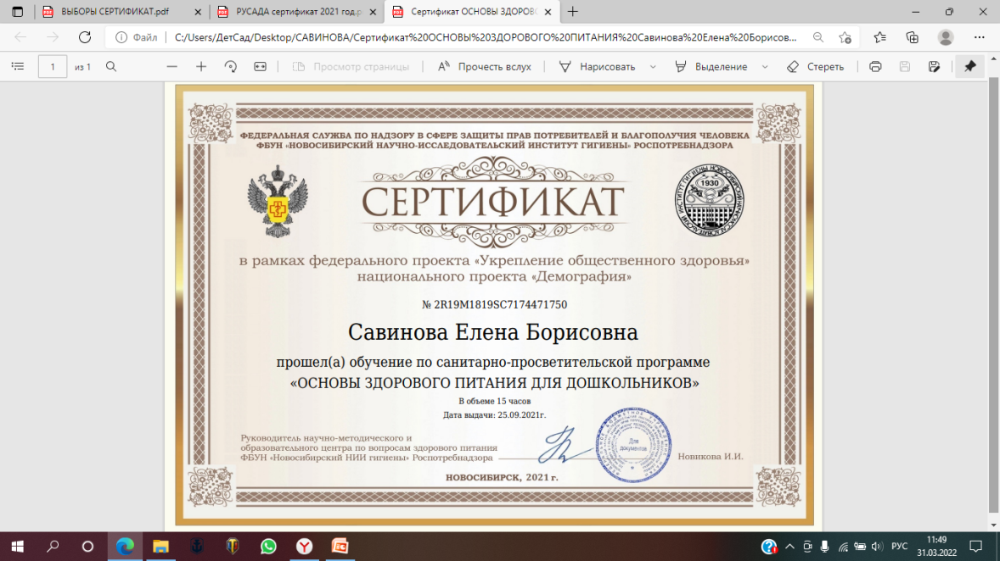 ВЫБОРЫ СЕРТИФИКАТ.pdf
РУСАДА сертификат 2021 год.p
Сертификат ОСНОВЫ ЗДОРОВ
Файл
C:/Users/ДетСад/Desktop/САВИНОВА/Сертификат%20ОСНОВЫ%20ЗДОРОВОГО%20ПИТАНИЯ%20Савинова%20Елена%20Борисов...
1 из 1
Просмотр страницы
Прочесть вслух
Нарисовать
Выделение
Стереть
ФЕДЕРАЛЬНАЯ СЛУЖБА ПО НАДЗОРУ В СФЕРЕ ЗАЩИТЫ ПРАВ ПОТРЕБИТЕЛЕЙ И БЛАГОПОЛУЧИЯ ЧЕЛОВЕКА
ФБУН «НОВОСИБИРСКИЙ НАУЧНО-ИССЛЕДОВАТЕЛЬСКИЙ ИНСТИТУТ ГИГИЕНЫ» РОСПОТРЕБНАДЗОРА
СЕРТИФИКАТ
1930
в рамках федерального проекта «Укрепление общественного здоровья»
национального проекта «Демография»
№ 2R19M1819SC7174471750
Савинова Елена Борисовна
прошел(а) обучение по санитарно-просветительской программе
«ОСНОВЫ ЗДОРОВОГО ПИТАНИЯ ДЛЯ ДОШКОЛЬНИКОВ»
В объеме 15 часов
Дата выдачи: 25.09.2021г.
Руководитель научно-методического и
образовательного центра по вопросам здорового питания
ФБУН «Новосибирский НИИ гигиены» Роспотребнадзора
Для
документов
Новикова И.И.
НОВОСИБИРСК, 2021 г.
РУС
11:49
31.03.2022